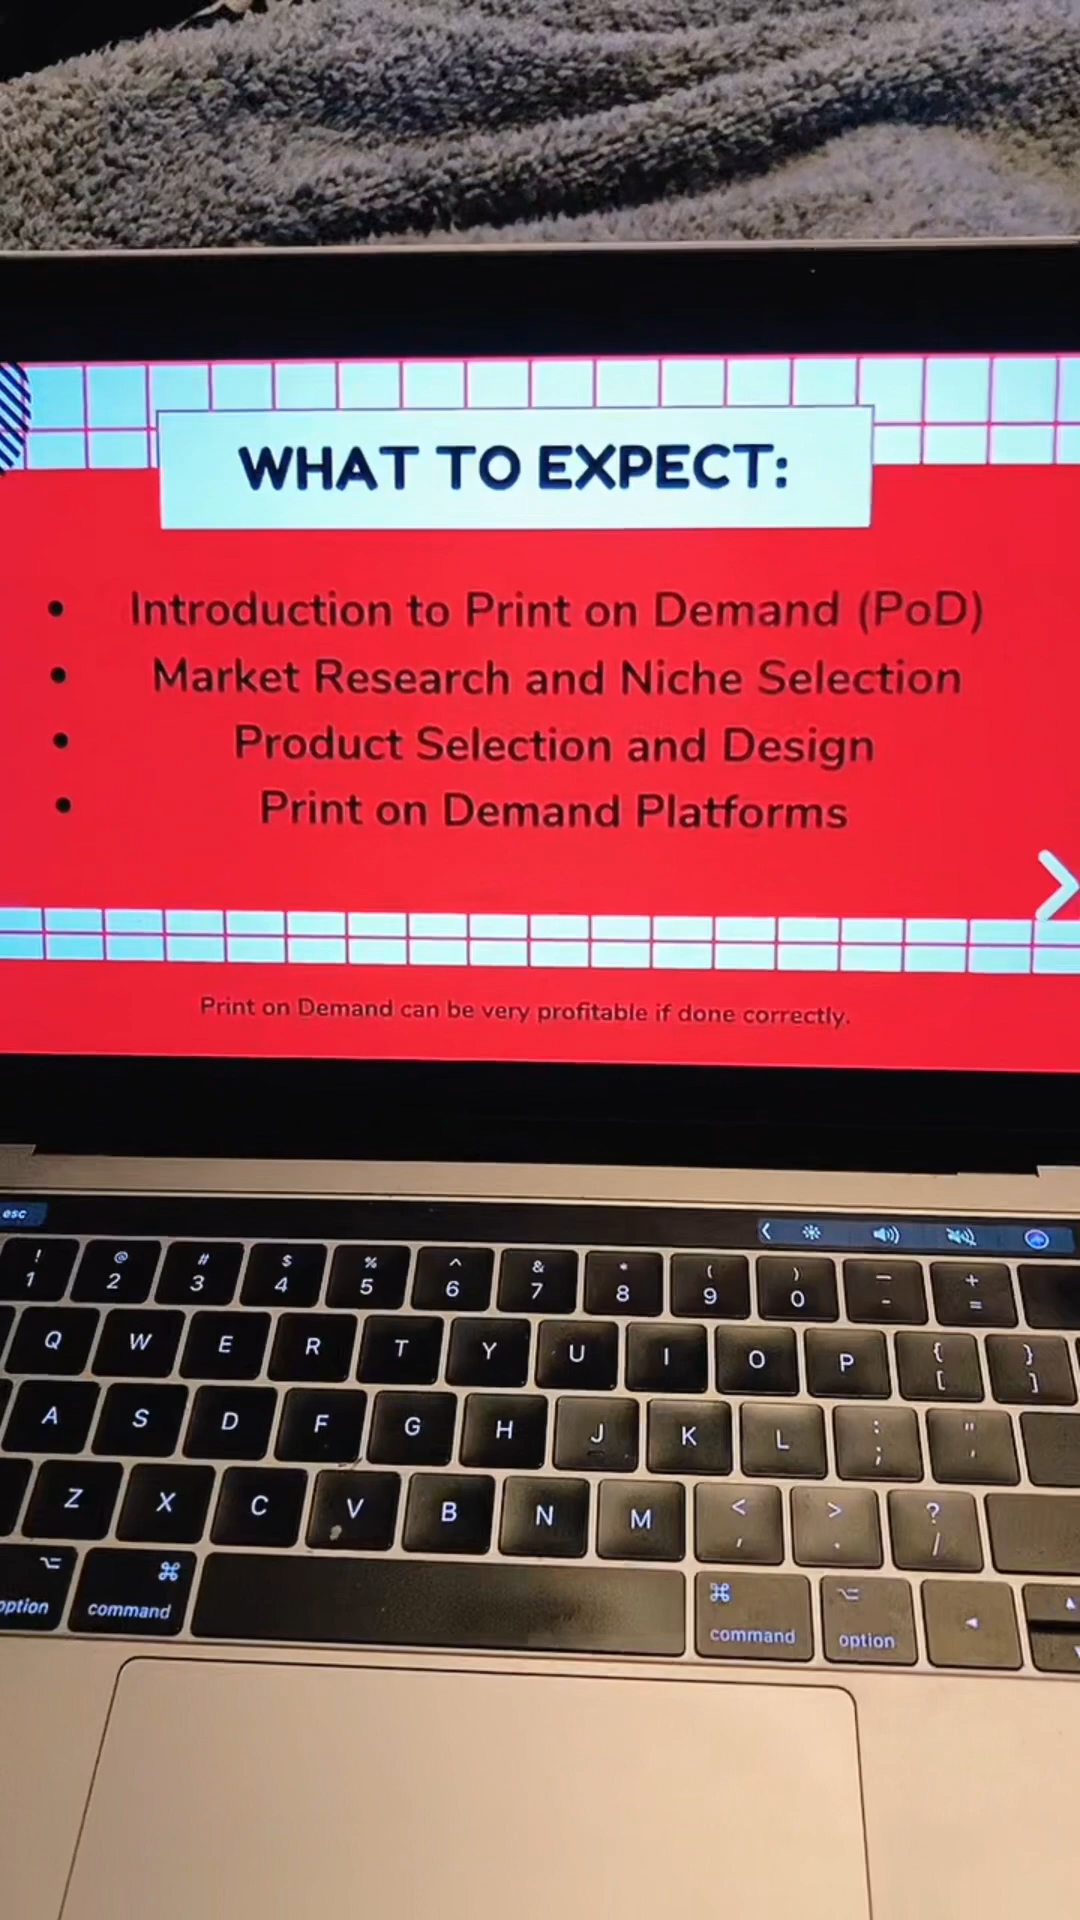 WHAT TO EXPECT:
• Introduction to Print on Demand (PoD)
• Market Research and Niche Selection
• Product Selection and Design
• Print on Demand Platforms
Print on Demand can be very profitable if done correctly.
esc
! @ # $ % ^ & * ( ) — +
1 2 3 4 5 6 7 8 9 0 - =
Q W E R T Y U I O P { [ } ]
A S D F G H J K L : ; " '
Z X C V B N M < , > . ? /
⌥ ⌘ ⌘ ⌥
option command command option